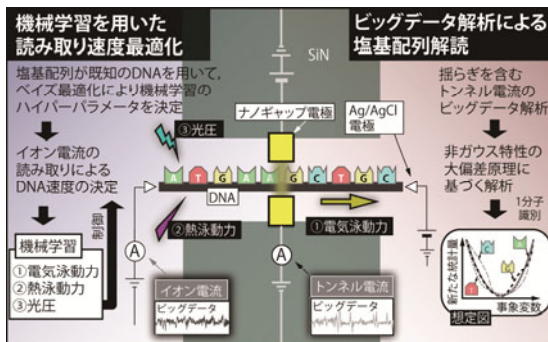 機械学習を用いた
読み取り速度最適化
塩基配列が既知のDNAを用いて,
ベイズ最適化により機械学習の
ハイパーパラメータを決定
イオン電流の
読み取りによる
DNA速度の決定
機械学習
①電気泳動力
②熱泳動力
③光圧
制御
SiN
ナノギャップ電極
Ag/AgCl
電極
③光圧
A T G A G C T G C
DNA
②熱泳動力
①電気泳動力
A
A
イオン電流
ビッグデータ
トンネル電流
ビッグデータ
ビッグデータ解析による
塩基配列解読
揺らぎを含む
トンネル電流の
ビッグデータ解析
非ガウス特性の
大偏差原理に
基づく解析
1分子
識別
新たな統計量
T C G A
事象変数
想定図